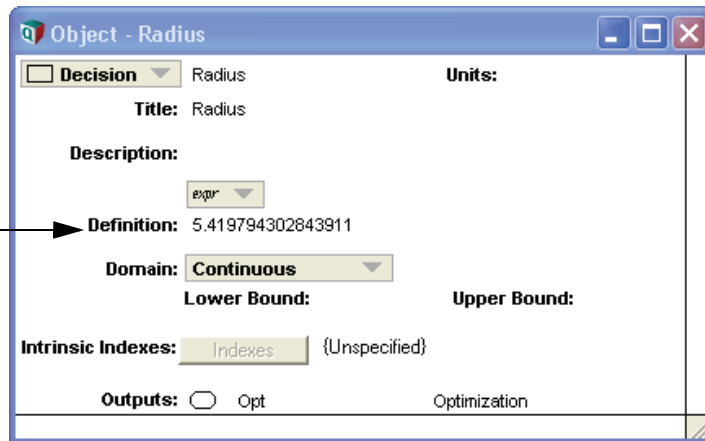 Object - Radius
Decision Radius Units:
Title: Radius
Description:
expr
Definition: 5.419794302843911
Domain: Continuous
Lower Bound: Upper Bound:
Intrinsic Indexes: Indexes {Unspecified}
Outputs: Opt Optimization